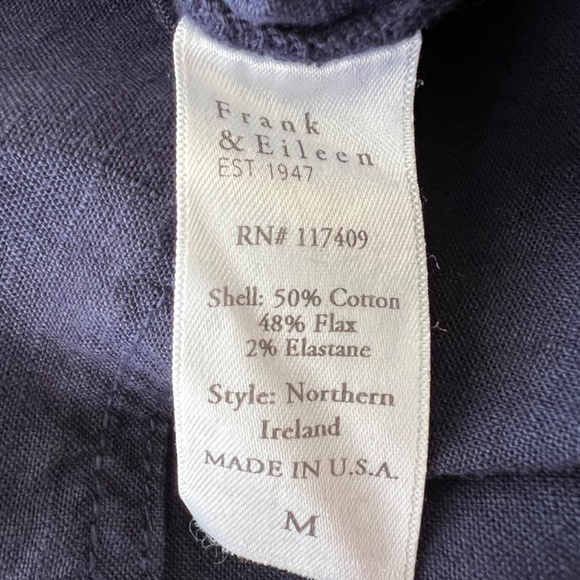 Frank
& Eileen
EST 1947
RN# 117409
Shell: 50% Cotton
48% Flax
2% Elastane
Style: Northern
Ireland
MADE IN U.S.A.
M